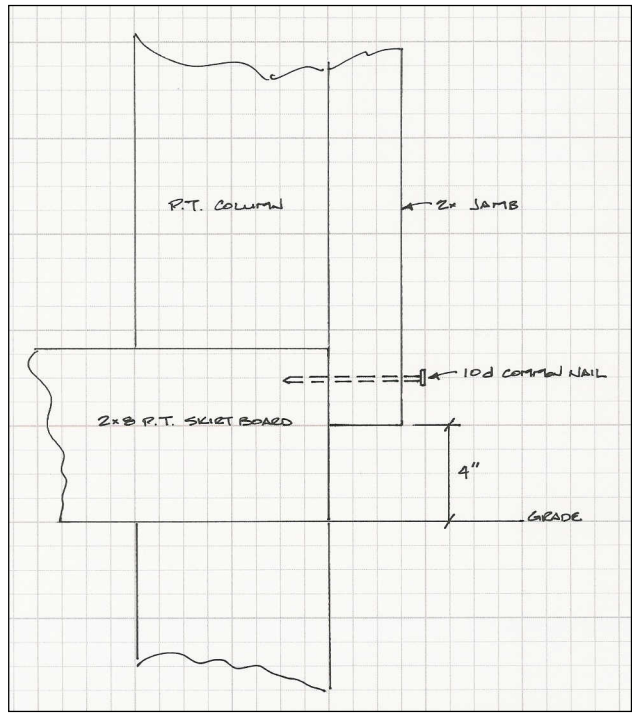 P.T. COLUMN
2x JAMB
10d COMMON NAIL
2x8 P.T. SKIRT BOARD
4"
GRADE